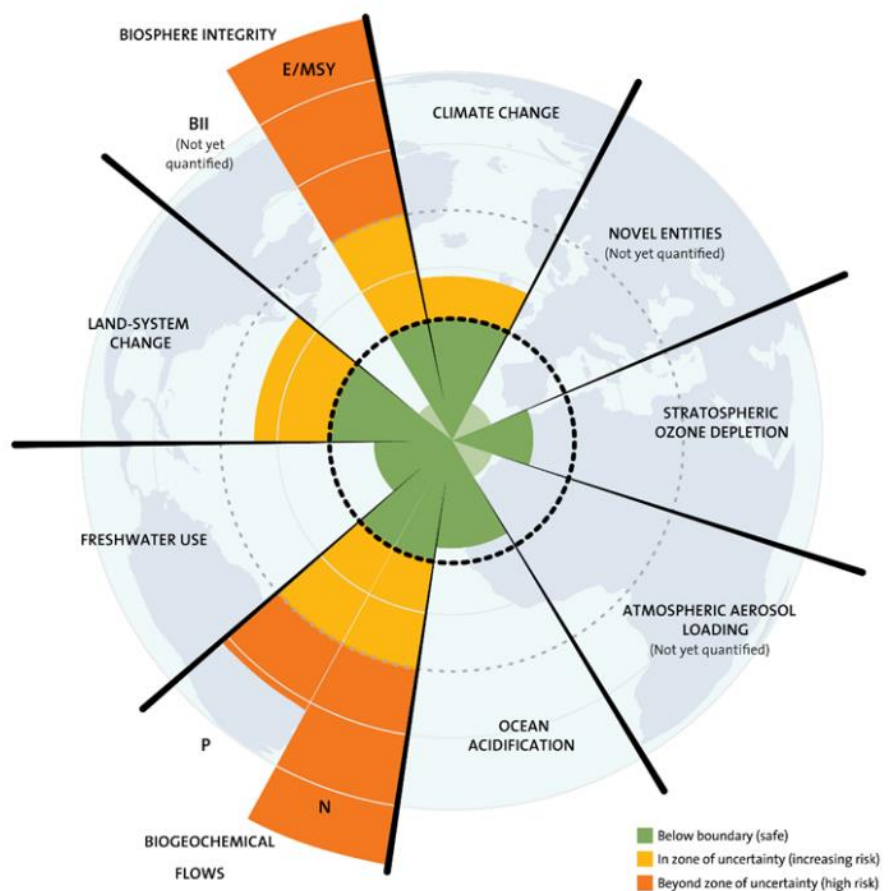 BIOSPHERE INTEGRITY
E/MSY
BII
(Not yet
quantified)
CLIMATE CHANGE
NOVEL ENTITIES
(Not yet quantified)
LAND-SYSTEM
CHANGE
STRATOSPHERIC
OZONE DEPLETION
FRESHWATER USE
ATMOSPHERIC AEROSOL
LOADING
(Not yet quantified)
OCEAN
ACIDIFICATION
P
N
BIOGEOCHEMICAL
FLOWS
Below boundary (safe)
In zone of uncertainty (increasing risk)
Beyond zone of uncertainty (high risk)